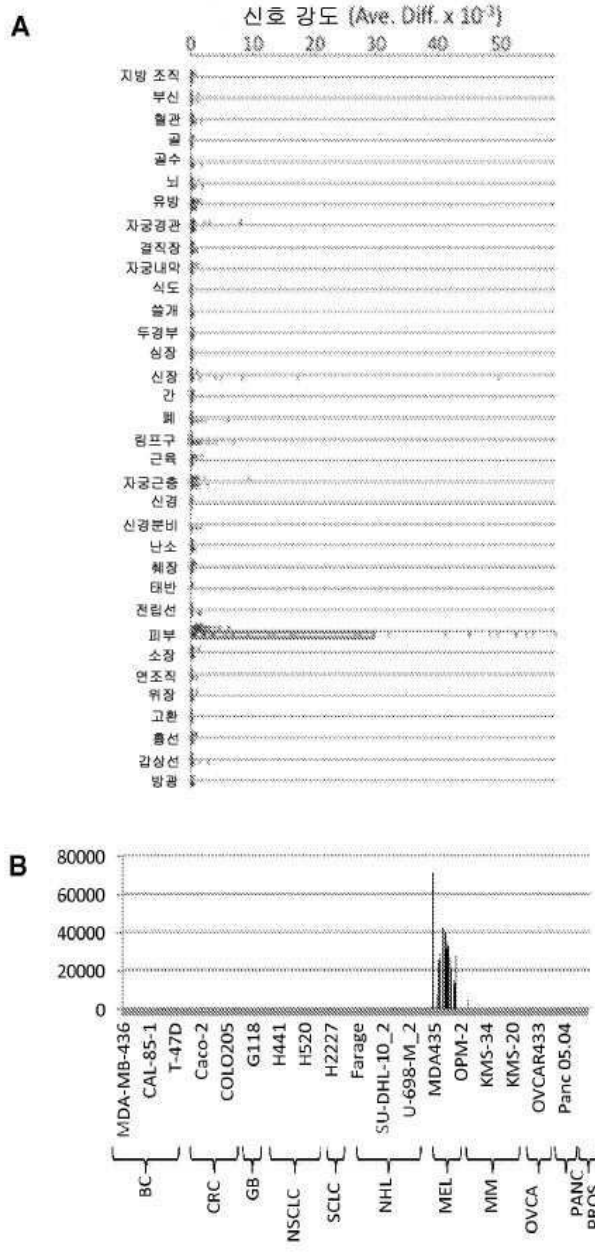 A
신호 강도 (Ave. Diff. x 10⁻³)
0 10 20 30 40 50
지방 조직
부신
혈관
골
골수
뇌
유방
자궁경관
결직장
자궁내막
식도
쓸개
두경부
심장
신장
간
폐
림프구
근육
자궁근층
신경
신경분비
난소
췌장
태반
전립선
피부
소장
연조직
위장
고환
흉선
갑상선
방광
B
80000
60000
40000
20000
0
MDA-MB-436
CAL-85-1
T-47D
Caco-2
COLO205
G118
H441
H520
H2227
Farage
SU-DHL-10_2
U-698-M_2
MDA435
OPM-2
KMS-34
KMS-20
OVCAR433
Panc 05.04
BC
CRC
GB
NSCLC
SCLC
NHL
MEL
MM
OVCA
PANC
PROS